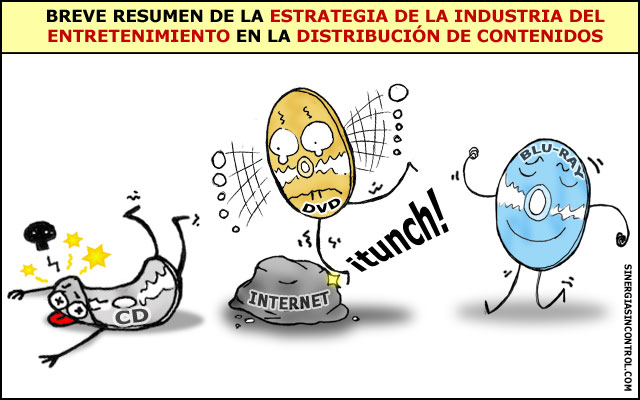 BREVE RESUMEN DE LA ESTRATEGIA DE LA INDUSTRIA DEL
ENTRETENIMIENTO EN LA DISTRIBUCIÓN DE CONTENIDOS
CD
DVD
INTERNET
¡tunch!
BLU-RAY
SINERGIASINCONTROL.COM